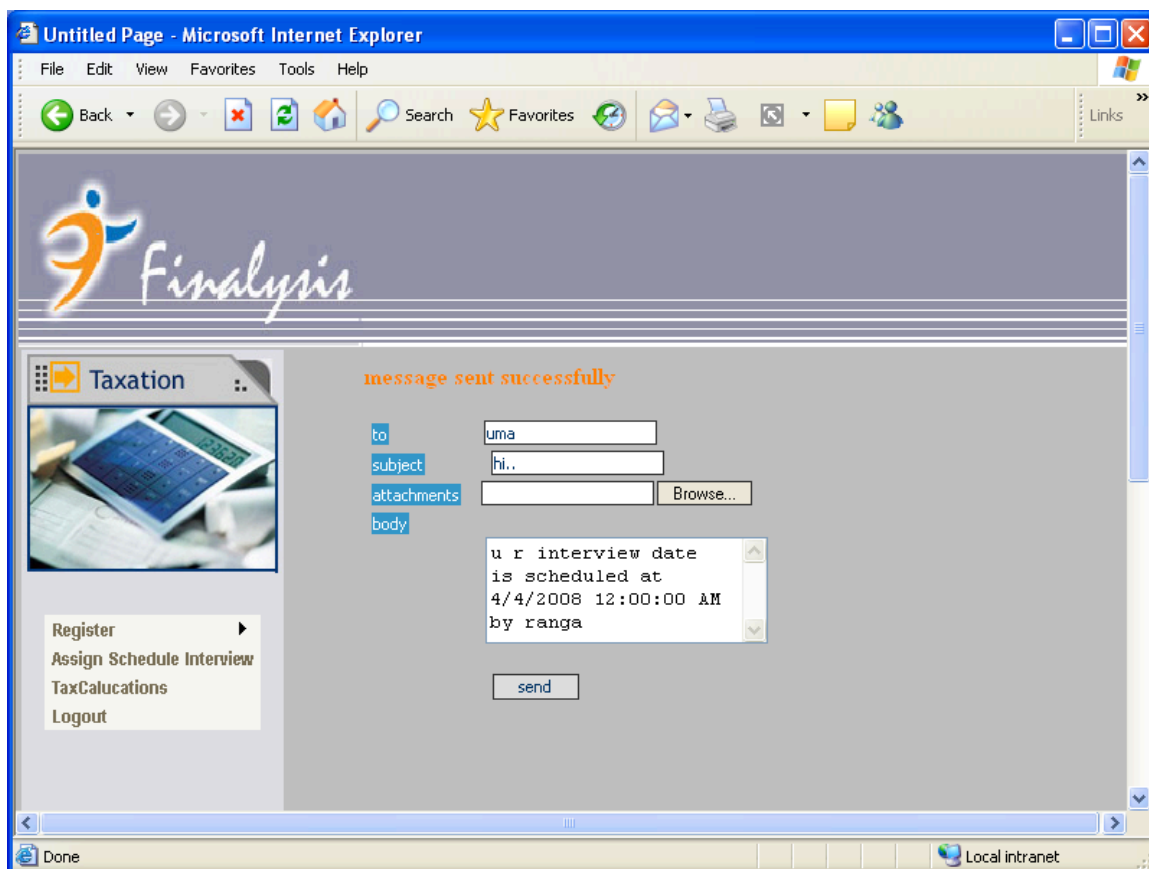 Untitled Page - Microsoft Internet Explorer
File Edit View Favorites Tools Help
Back Search Favorites Links
Finalysis
Taxation
123620
message sent successfully
to uma
subject hi..
attachments Browse...
body
u r interview date
is scheduled at
4/4/2008 12:00:00 AM
by ranga
send
Register
Assign Schedule Interview
TaxCalucations
Logout
Done Local intranet